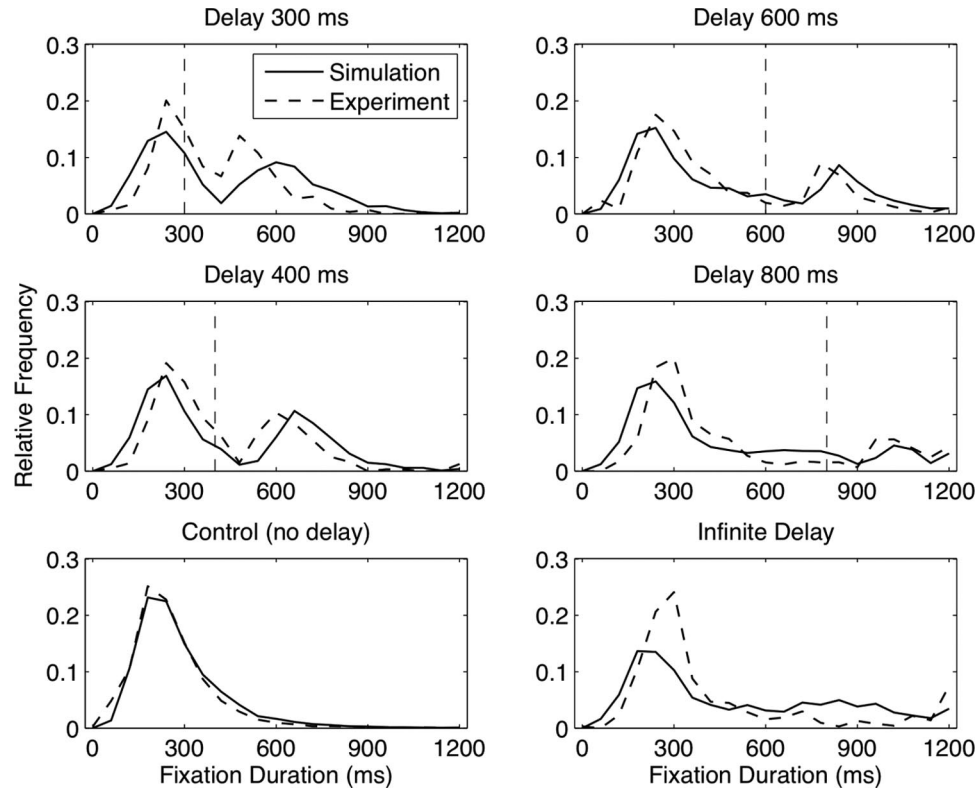 Delay 300 ms
0.3
0.2
0.1
0
0 300 600 900 1200
Simulation
Experiment
Delay 600 ms
0.3
0.2
0.1
0
0 300 600 900 1200
Delay 400 ms
0.3
0.2
0.1
0
0 300 600 900 1200
Relative Frequency
Delay 800 ms
0.3
0.2
0.1
0
0 300 600 900 1200
Control (no delay)
0.3
0.2
0.1
0
0 300 600 900 1200
Fixation Duration (ms)
Infinite Delay
0.3
0.2
0.1
0
0 300 600 900 1200
Fixation Duration (ms)